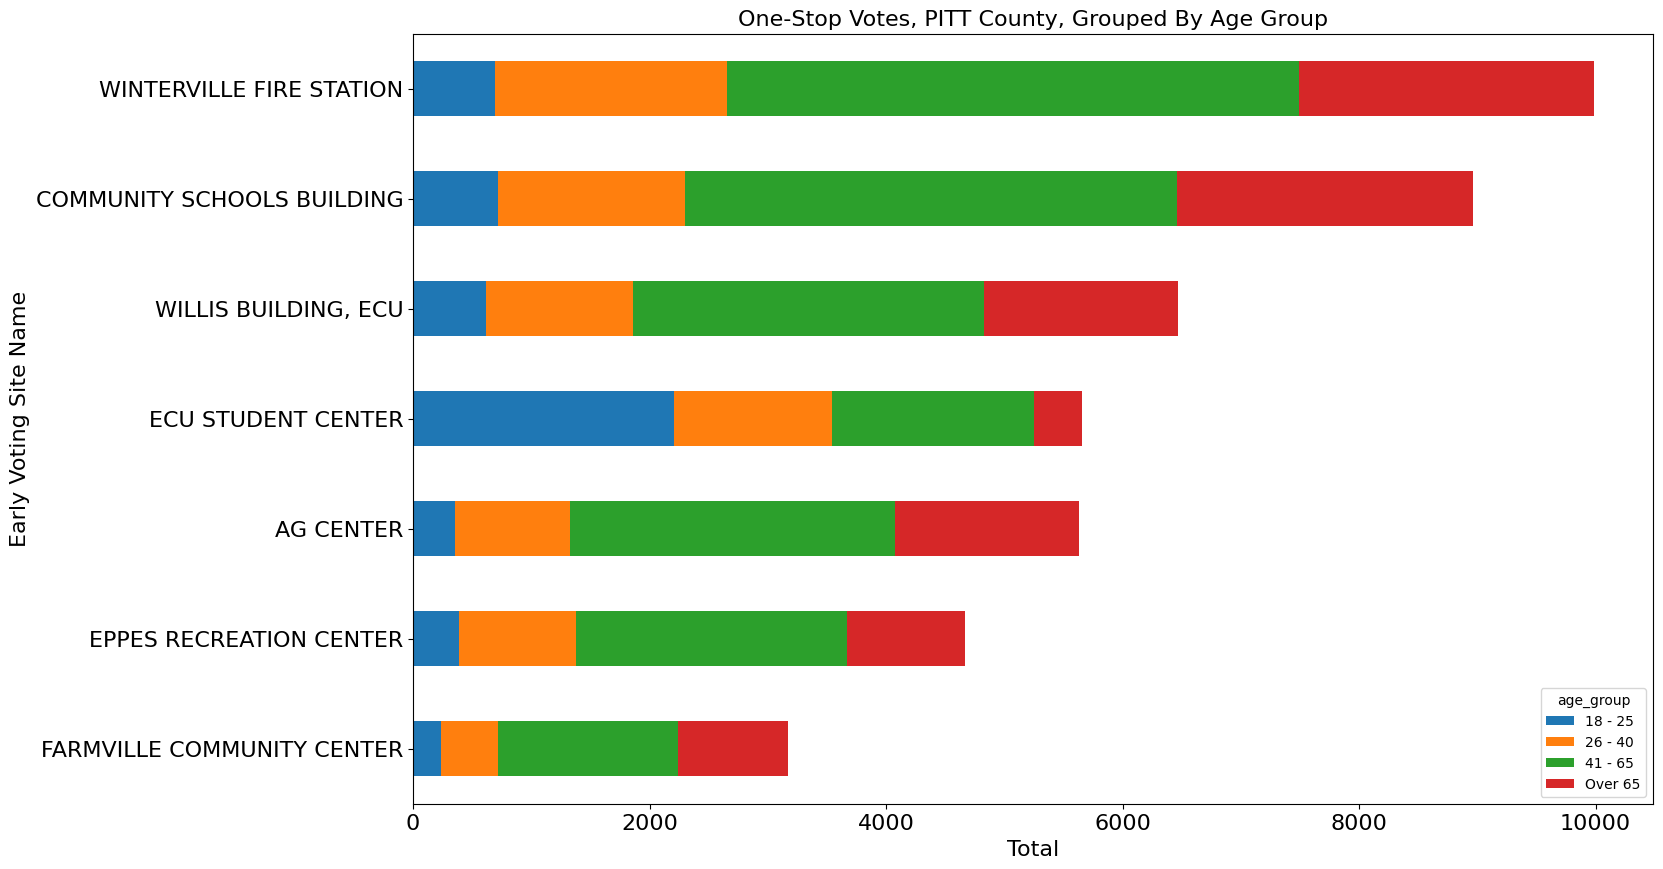 One-Stop Votes, PITT County, Grouped By Age Group
Early Voting Site Name
WINTERVILLE FIRE STATION
COMMUNITY SCHOOLS BUILDING
WILLIS BUILDING, ECU
ECU STUDENT CENTER
AG CENTER
EPPES RECREATION CENTER
FARMVILLE COMMUNITY CENTER
age_group
18 - 25
26 - 40
41 - 65
Over 65
0 2000 4000 6000 8000 10000
Total